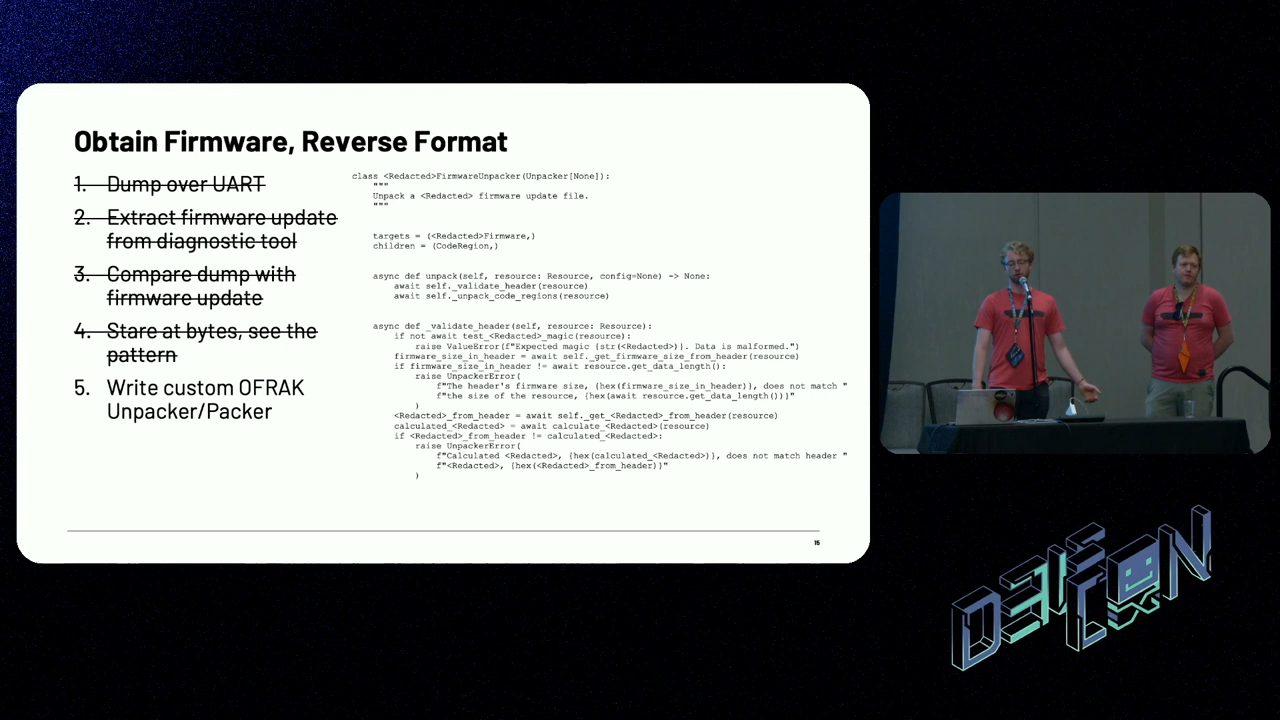 Obtain Firmware, Reverse Format
1. Dump over UART
2. Extract firmware update
from diagnostic tool
3. Compare dump with
firmware update
4. Stare at bytes, see the
pattern
5. Write custom OFRAK
Unpacker/Packer
class <Redacted>FirmwareUnpacker(Unpacker[None]):
"""
Unpack a <Redacted> firmware update file.
"""
targets = (<Redacted>Firmware,)
children = (CodeRegion,)
async def unpack(self, resource: Resource, config=None) -> None:
await self._validate_header(resource)
await self._unpack_code_regions(resource)
async def _validate_header(self, resource: Resource):
if not await test_<Redacted>_magic(resource):
raise ValueError(f"Expected magic {str(<Redacted>)}. Data is malformed.")
firmware_size_in_header = await self._get_firmware_size_from_header(resource)
if firmware_size_in_header != await resource.get_data_length():
raise UnpackerError(
f"The header's firmware size, {hex(firmware_size_in_header)}, does not match "
f"the size of the resource, {hex(await resource.get_data_length())}"
)
<Redacted>_from_header = await self._get_<Redacted>_from_header(resource)
calculated_<Redacted> = await calculate_<Redacted>(resource)
if <Redacted>_from_header != calculated_<Redacted>:
raise UnpackerError(
f"Calculated <Redacted>, {hex(calculated_<Redacted>)}, does not match header "
f"<Redacted>, {hex(<Redacted>_from_header)}"
)
15
DEF CON